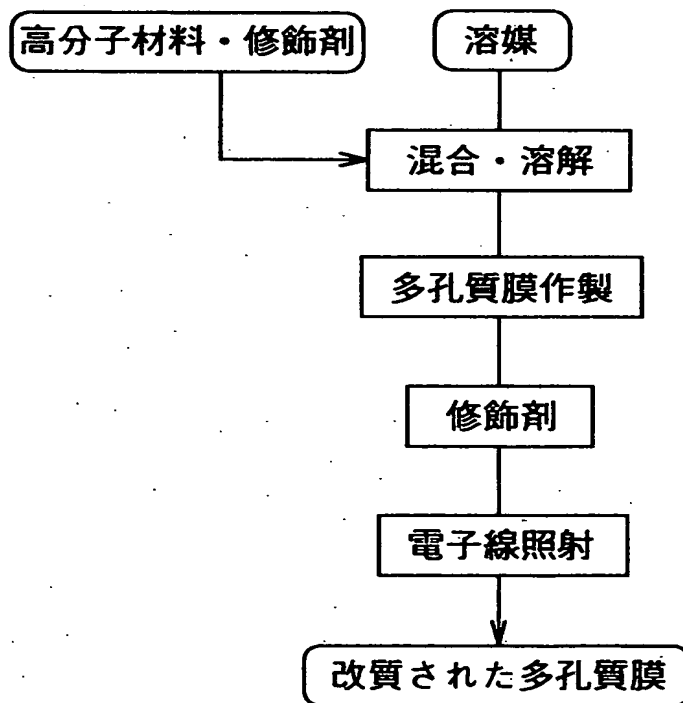 高分子材料・修飾剤
溶媒
混合・溶解
多孔質膜作製
修飾剤
電子線照射
改質された多孔質膜